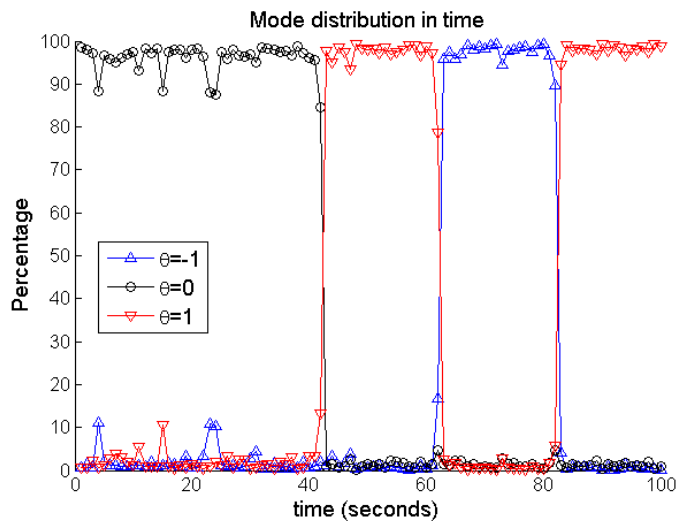 Mode distribution in time
100
90
80
70
60
50
40
30
20
10
0
Percentage
θ=-1
θ=0
θ=1
0 20 40 60 80 100
time (seconds)